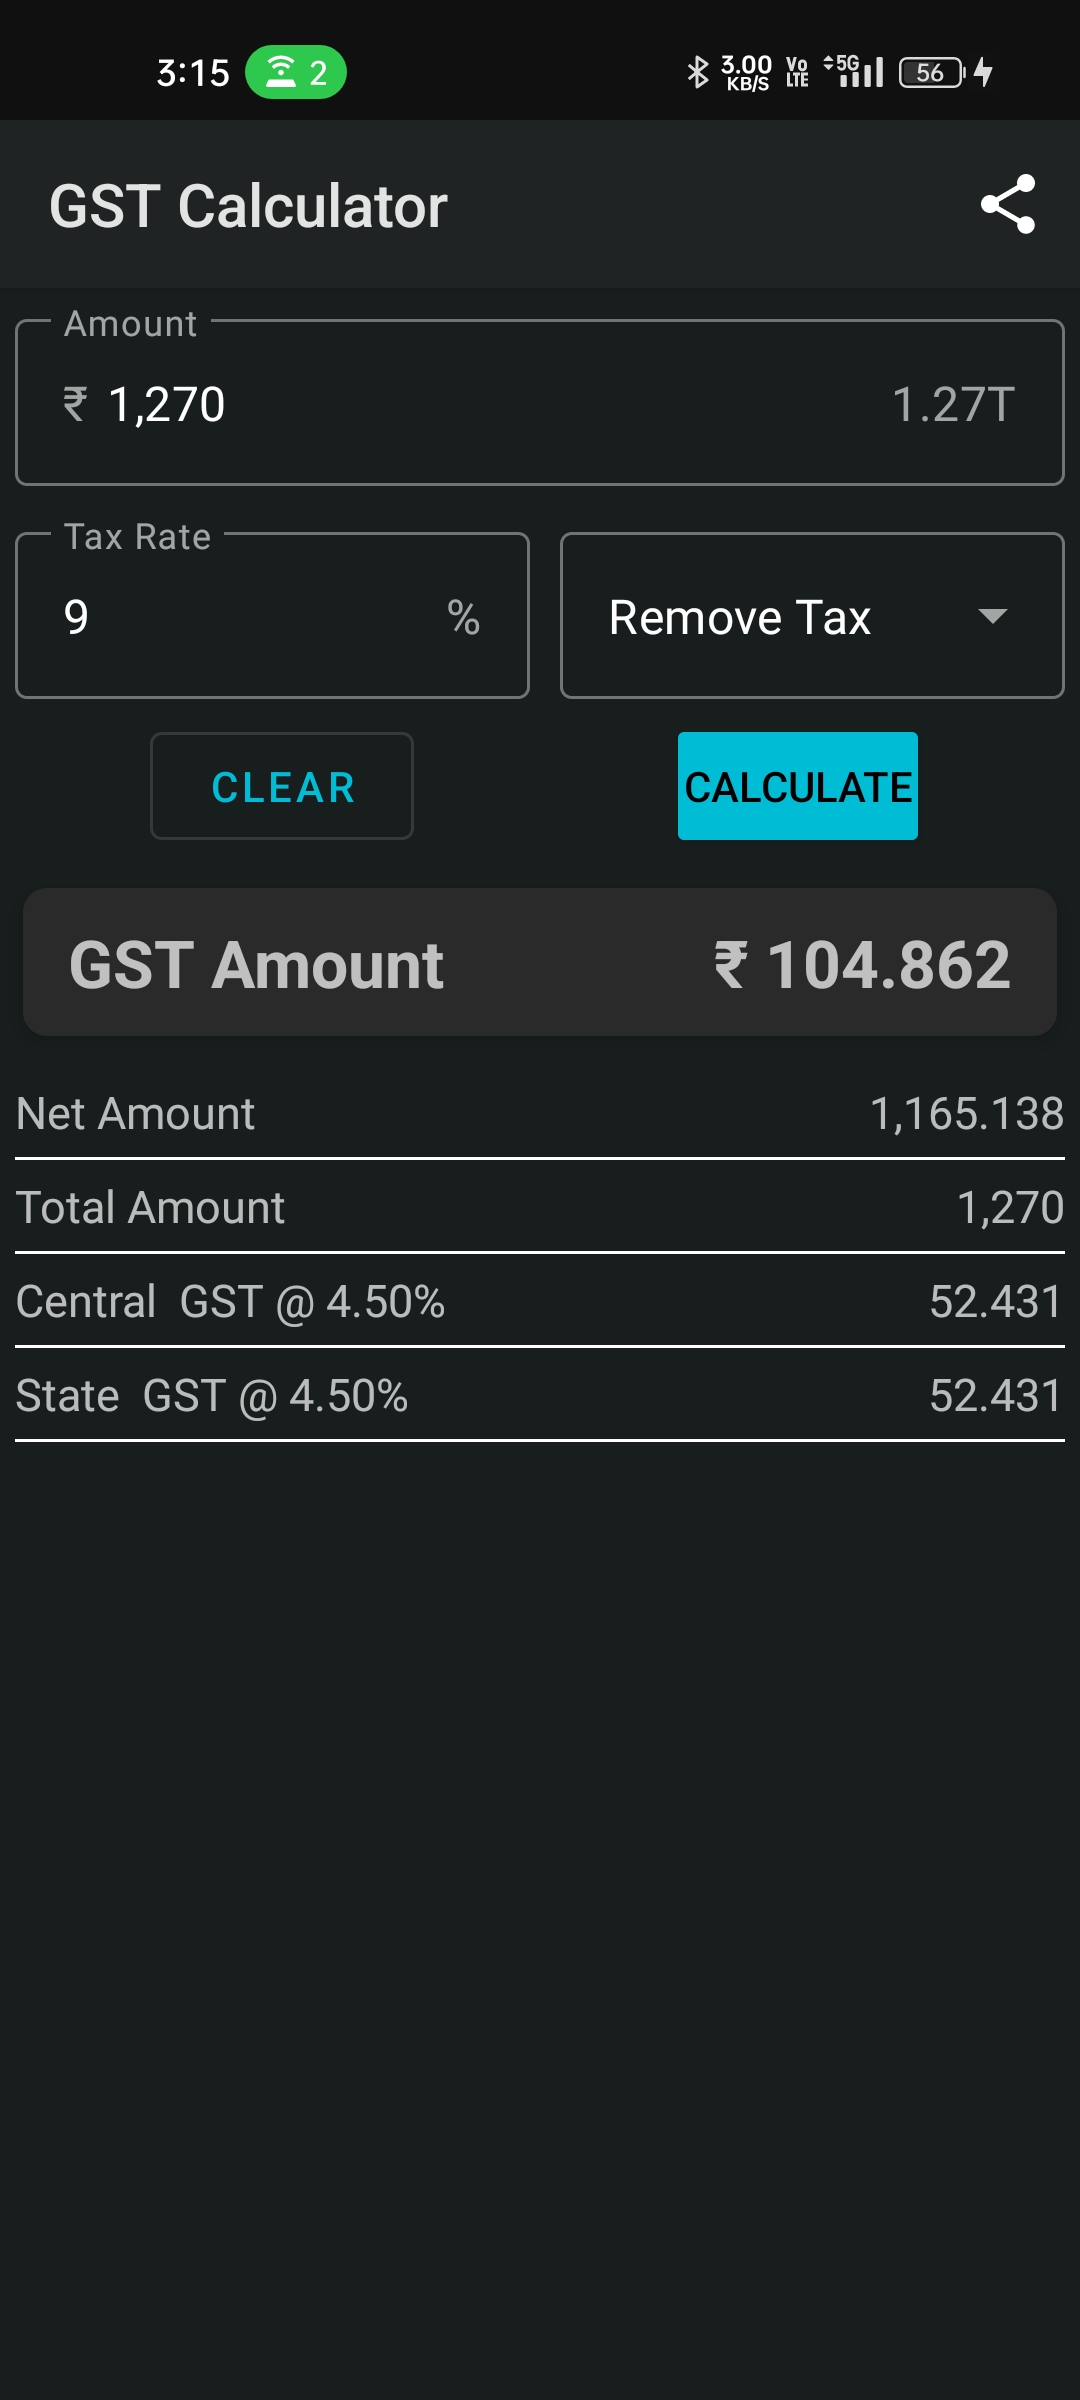 3:15 2 3.00 KB/S Vo LTE 5G 56
GST Calculator
Amount
₹ 1,270 1.27T
Tax Rate
9 % Remove Tax
CLEAR CALCULATE
GST Amount ₹ 104.862
Net Amount 1,165.138
Total Amount 1,270
Central GST @ 4.50% 52.431
State GST @ 4.50% 52.431